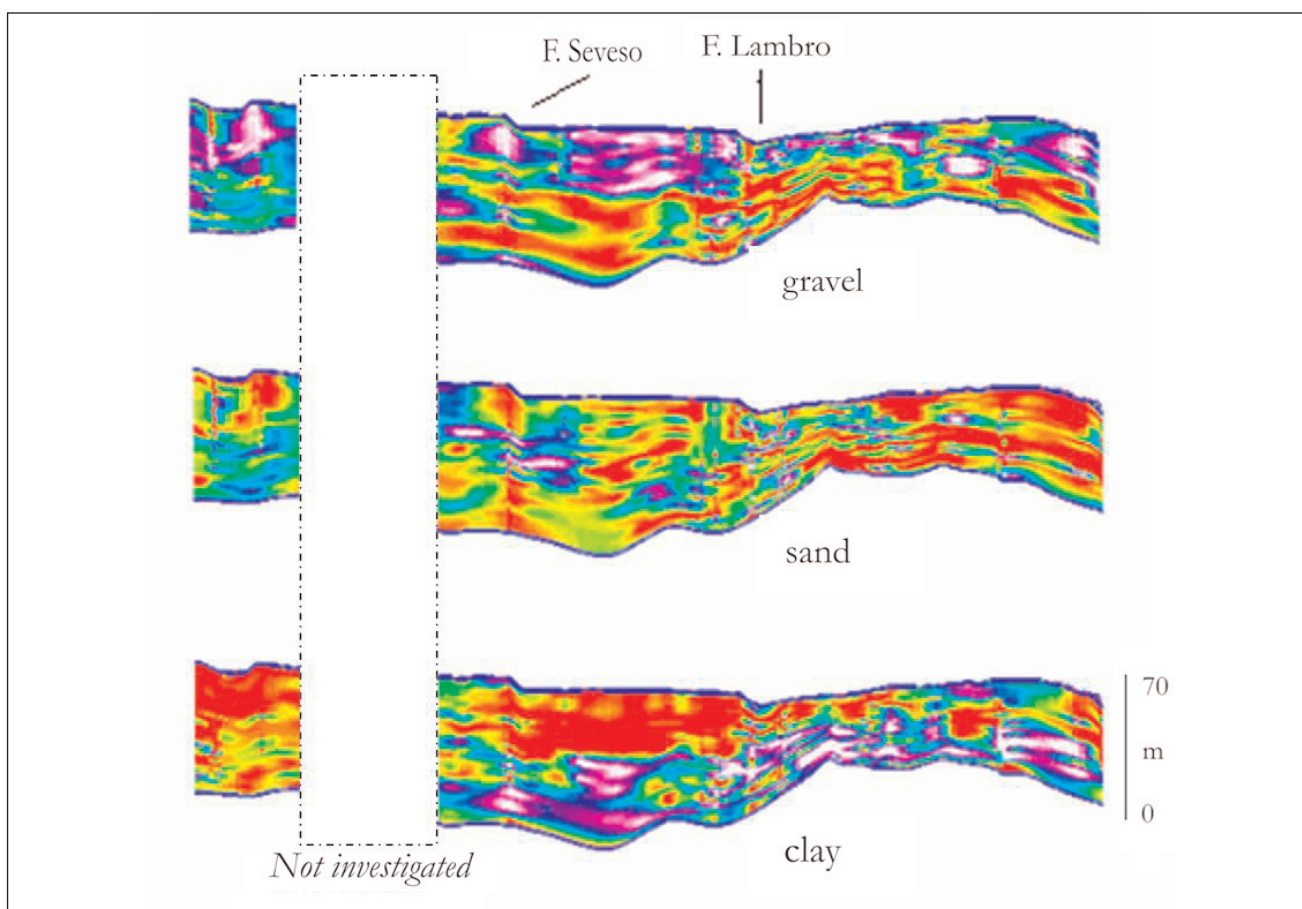 F. Seveso
F. Lambro
gravel
sand
70
m
0
clay
Not investigated